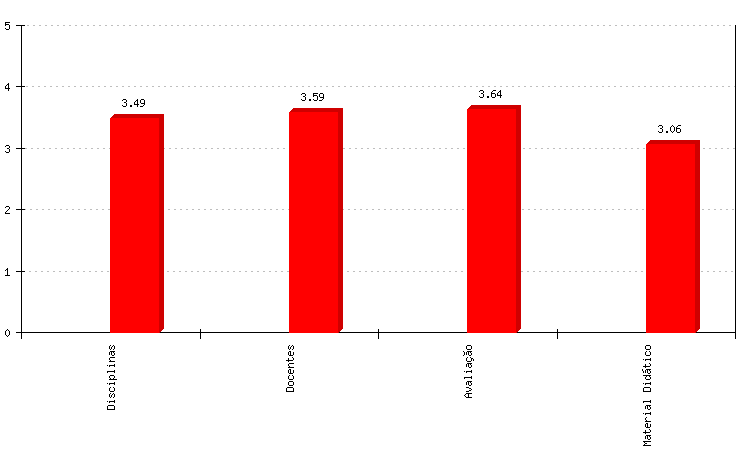 5
4
3
2
1
0
3.49
3.59
3.64
3.06
Disciplinas
Docentes
Avaliação
Material Didático